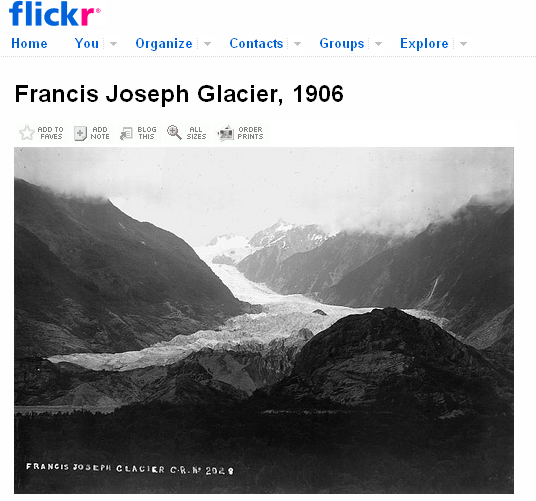 flickr®
Home You Organize Contacts Groups Explore
Francis Joseph Glacier, 1906
ADD TO FAVES ADD NOTE BLOG THIS ALL SIZES ORDER PRINTS
FRANCIS JOSEPH GLACIER C.R. Nº 2029